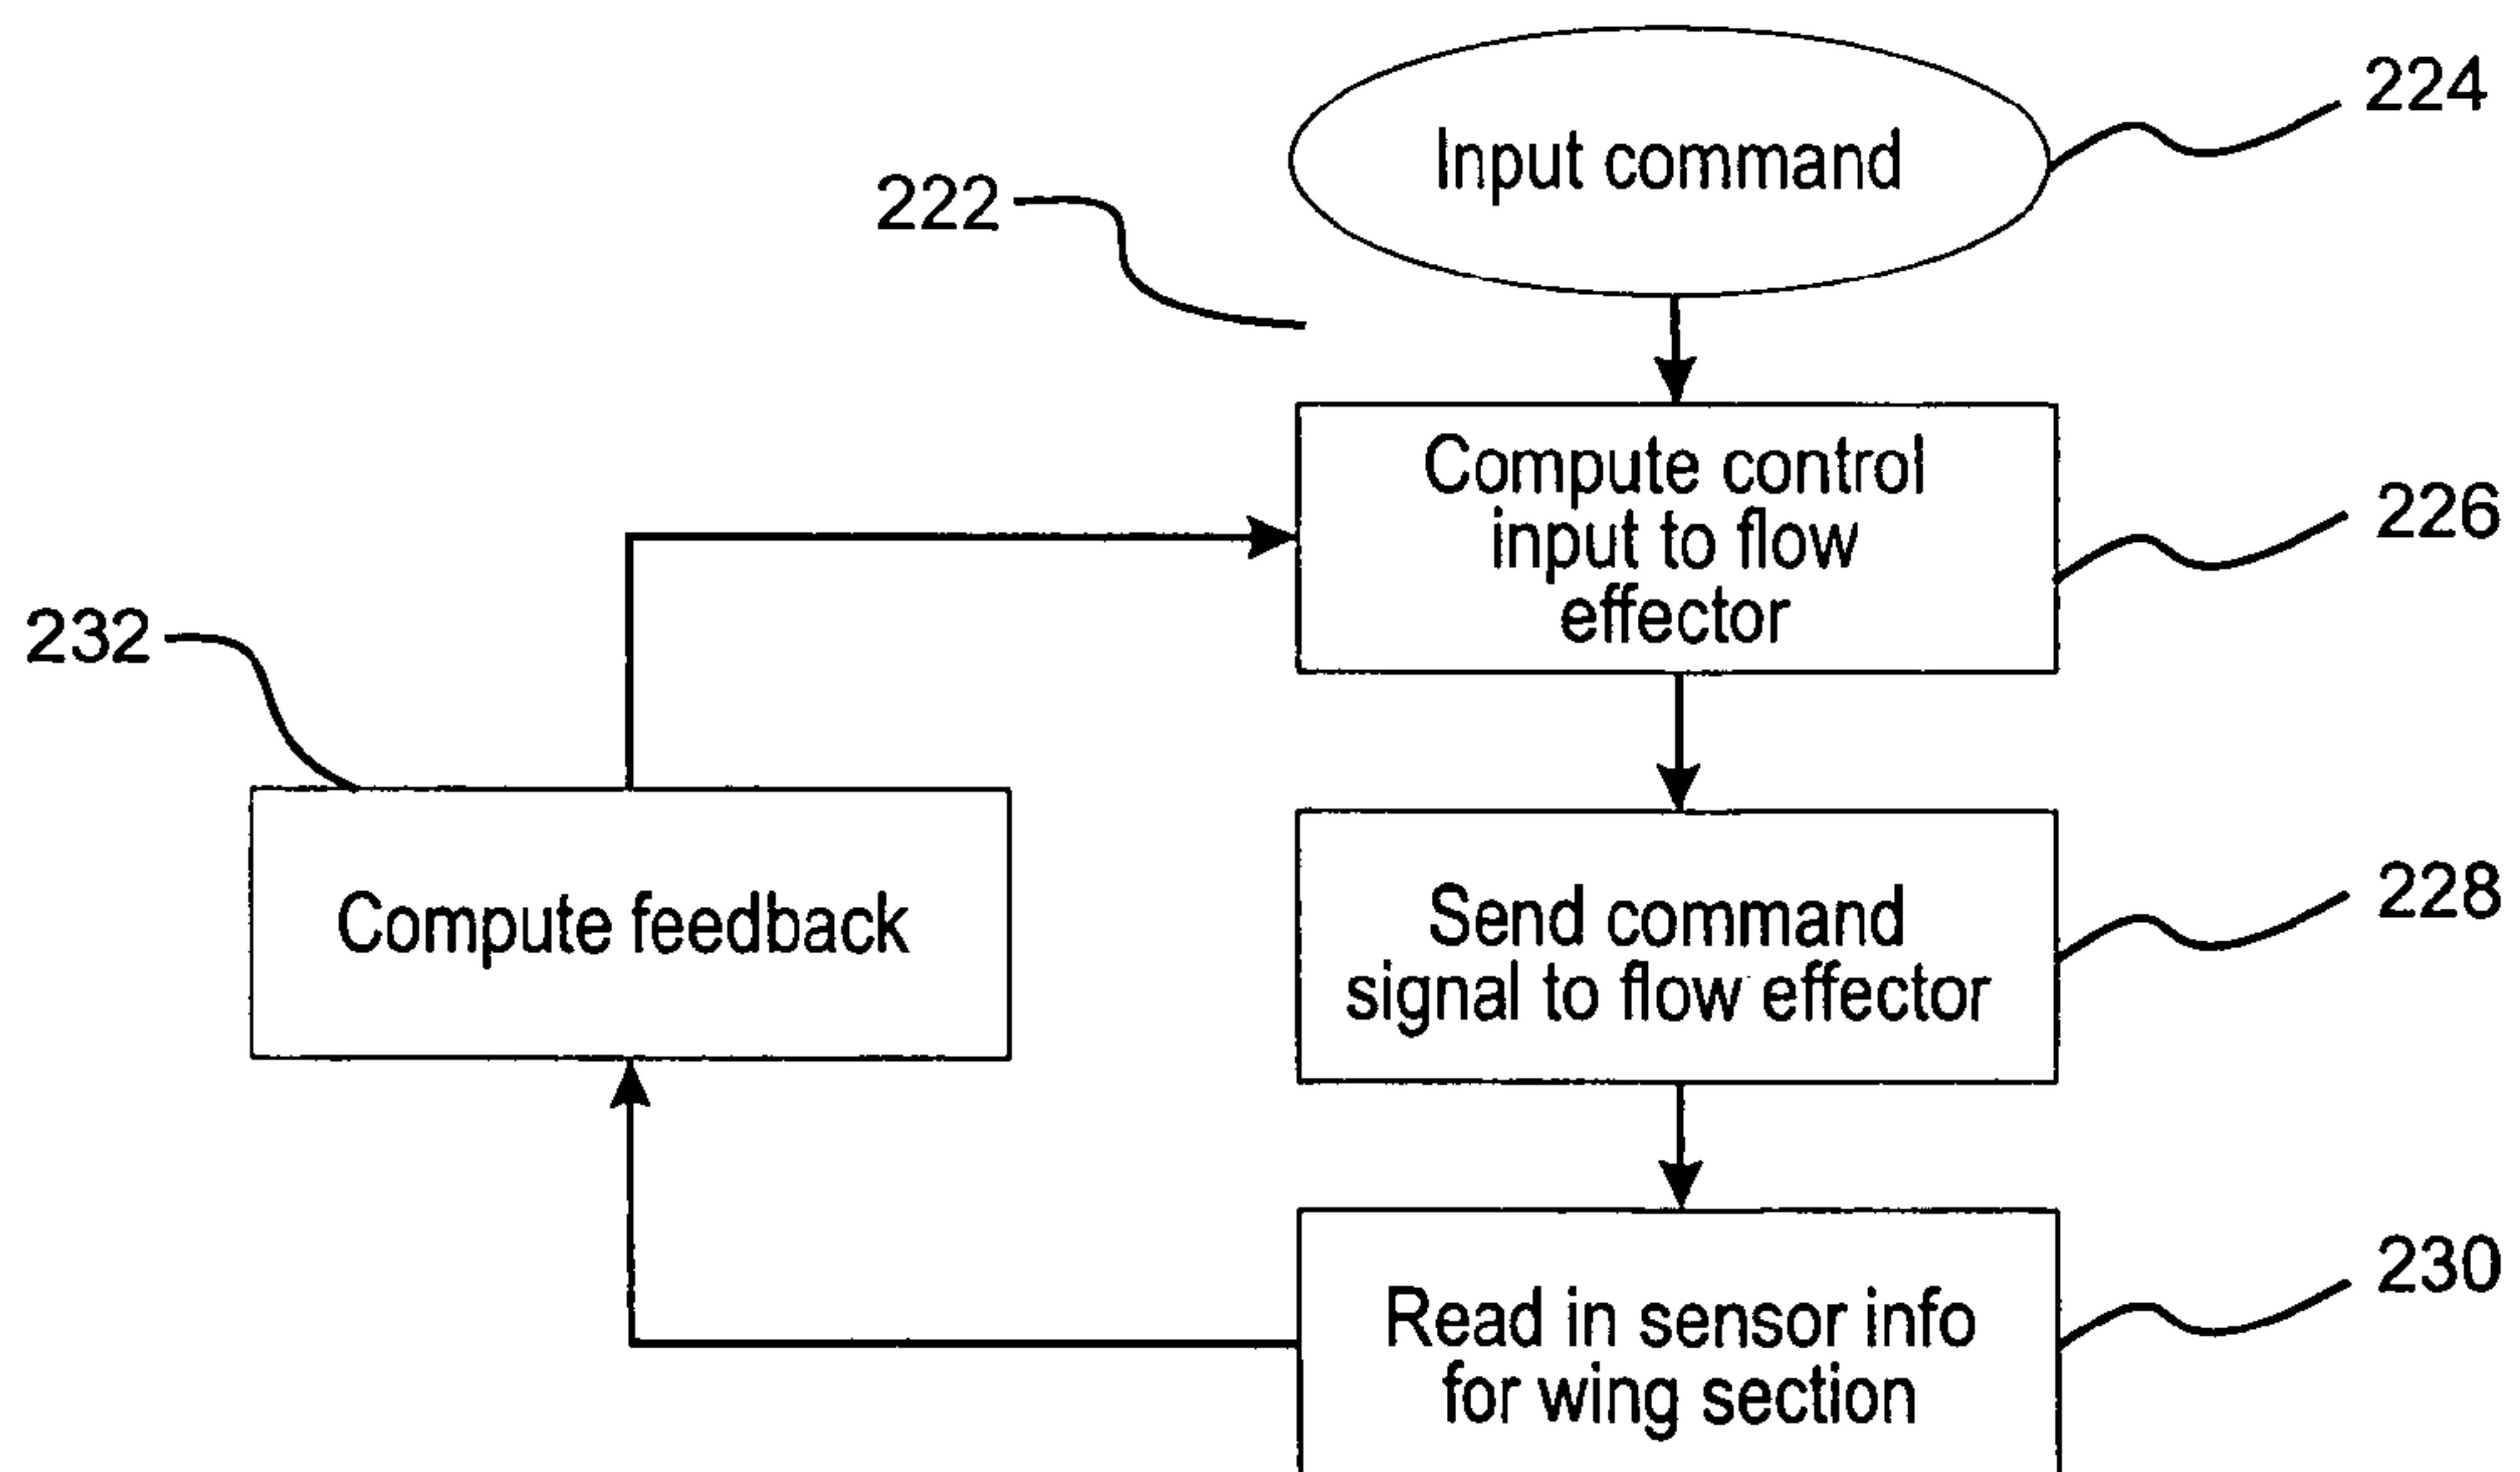 Input command
224
222
Compute control
input to flow
effector
226
232
Compute feedback
Send command
signal to flow effector
228
Read in sensor info
for wing section
230